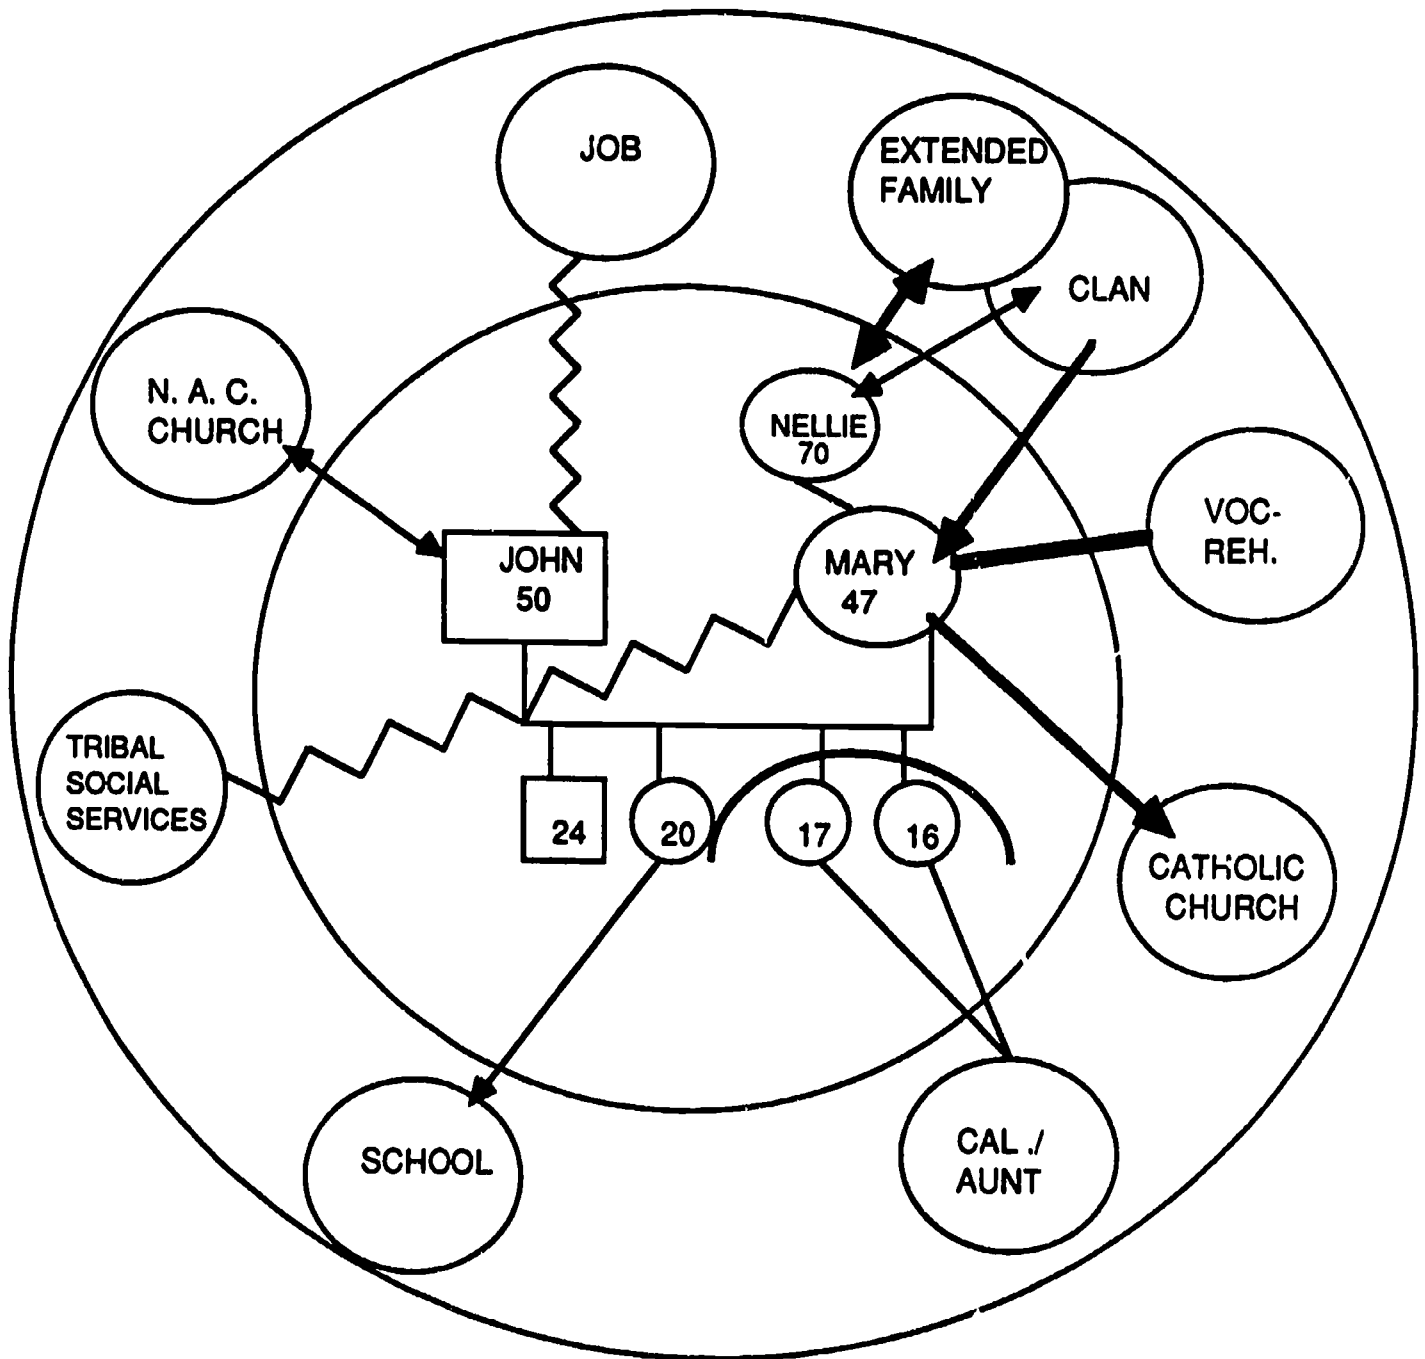 JOB
EXTENDED
FAMILY
CLAN
N. A. C.
CHURCH
NELLIE
70
VOC-
REH.
JOHN
50
MARY
47
TRIBAL
SOCIAL
SERVICES
24
20
17
16
CATHOLIC
CHURCH
SCHOOL
CAL ./
AUNT